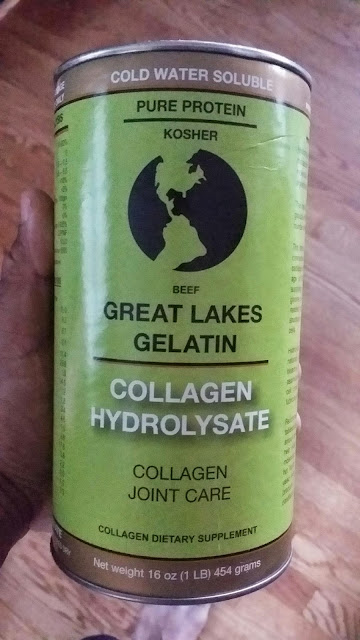 COLD WATER SOLUBLE
PURE PROTEIN
KOSHER
BEEF
GREAT LAKES
GELATIN
COLLAGEN
HYDROLYSATE
COLLAGEN
JOINT CARE
COLLAGEN DIETARY SUPPLEMENT
Net weight 16 oz (1 LB) 454 grams